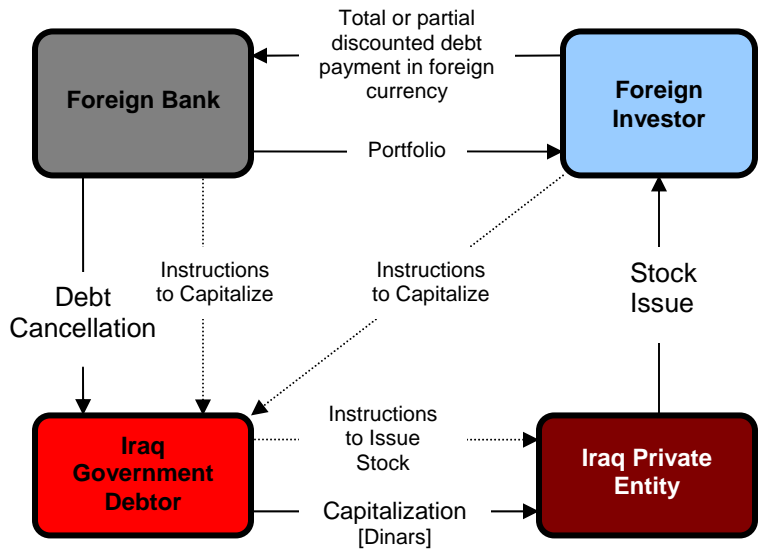 Total or partial
discounted debt
payment in foreign
currency
Foreign Bank
Foreign
Investor
Portfolio
Instructions
to Capitalize
Instructions
to Capitalize
Stock
Issue
Debt
Cancellation
Iraq
Government
Debtor
Instructions
to Issue
Stock
Iraq Private
Entity
Capitalization
[Dinars]